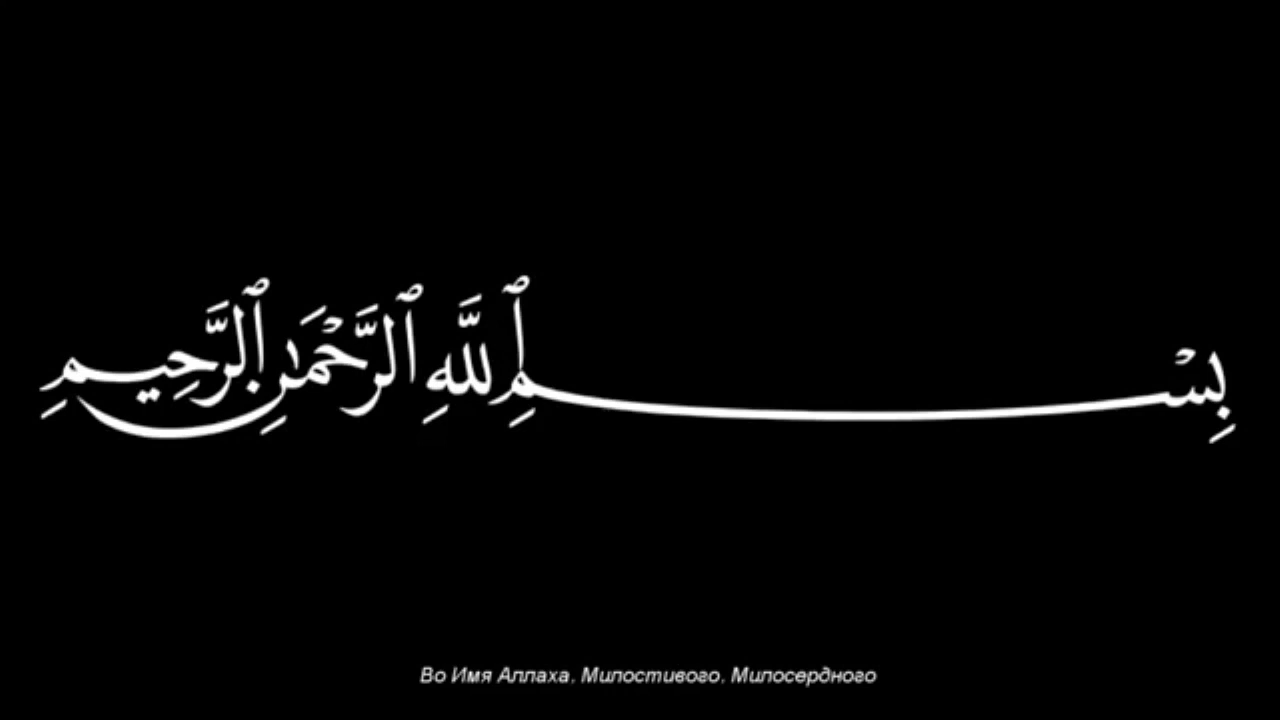 بِسْمِ ٱللَّهِ ٱلرَّحْمَٰنِ ٱلرَّحِيمِ
Во Имя Аллаха, Милостивого, Милосердного